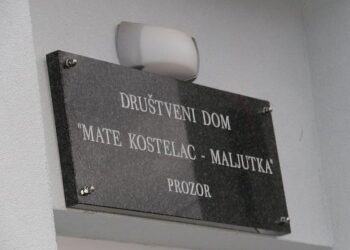 DRUŠTVENI DOM
"MATE KOSTELAC - MALJUTKA"
PROZOR